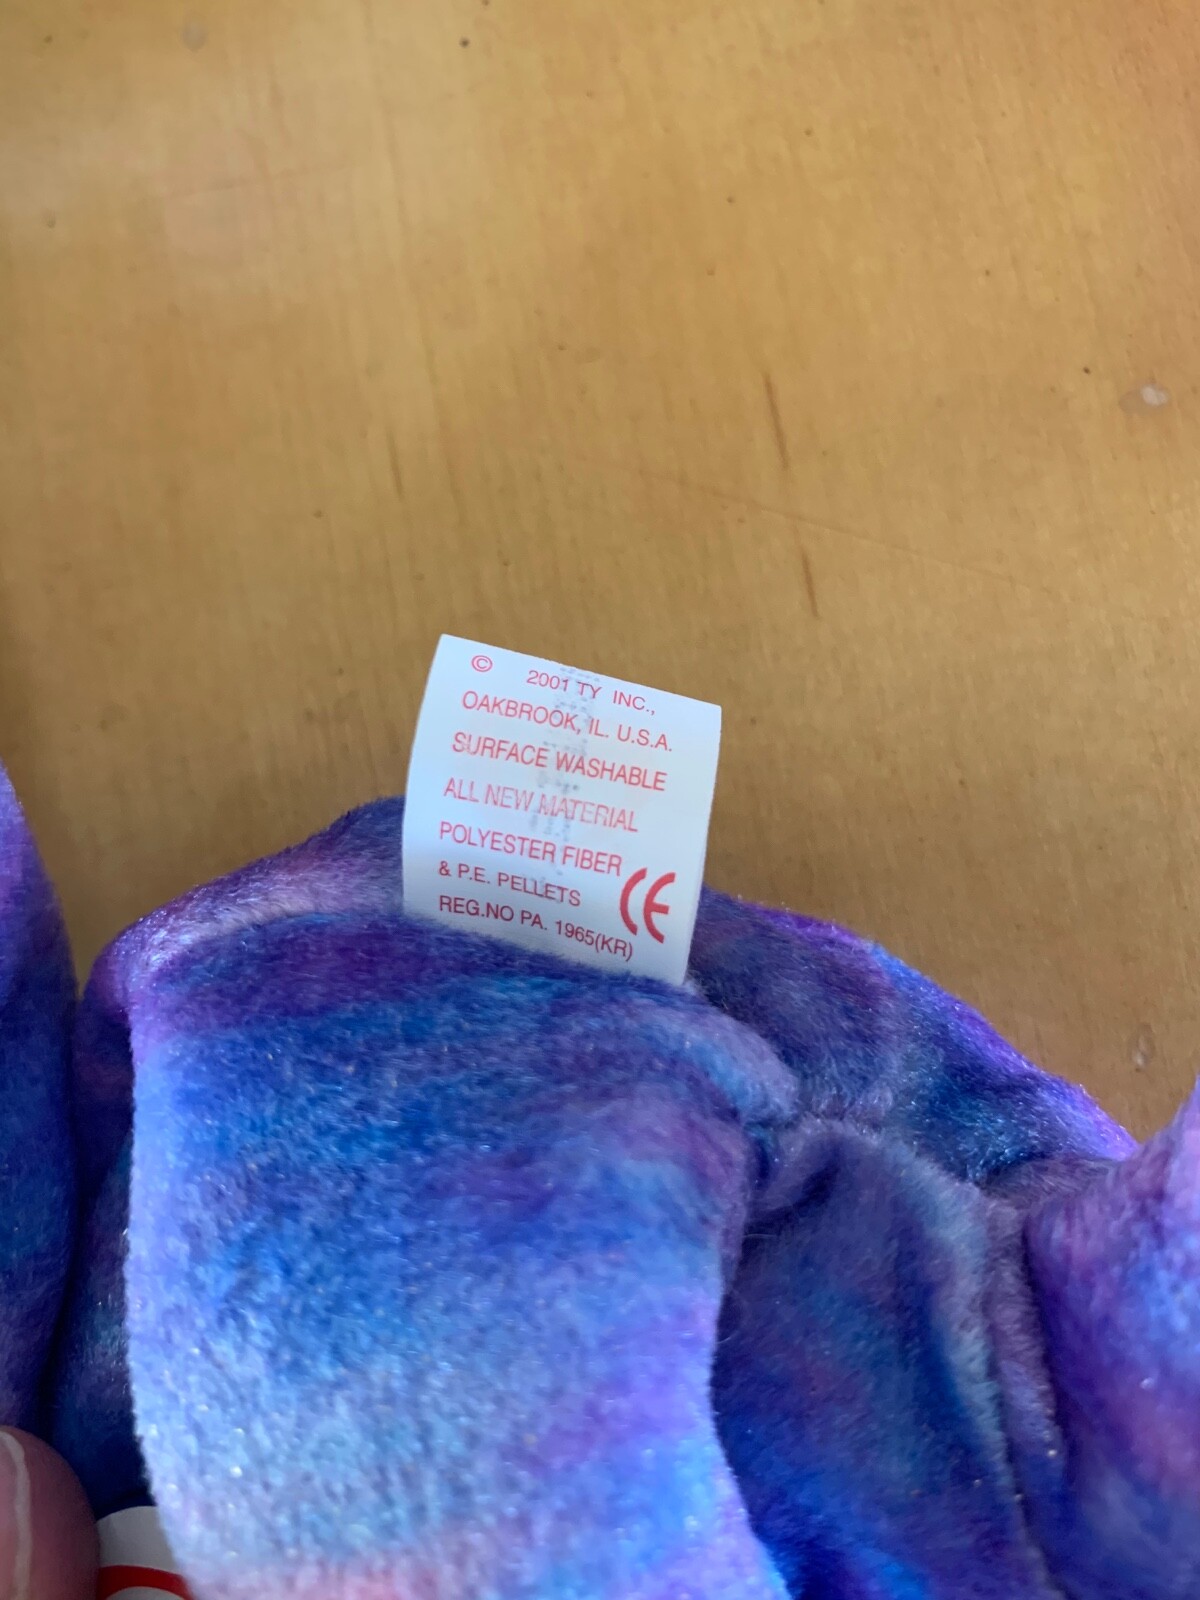 © 2001 TY INC.,
OAKBROOK, IL. U.S.A.
SURFACE WASHABLE
ALL NEW MATERIAL
POLYESTER FIBER
& P.E. PELLETS
REG.NO PA. 1965(KR)
CE